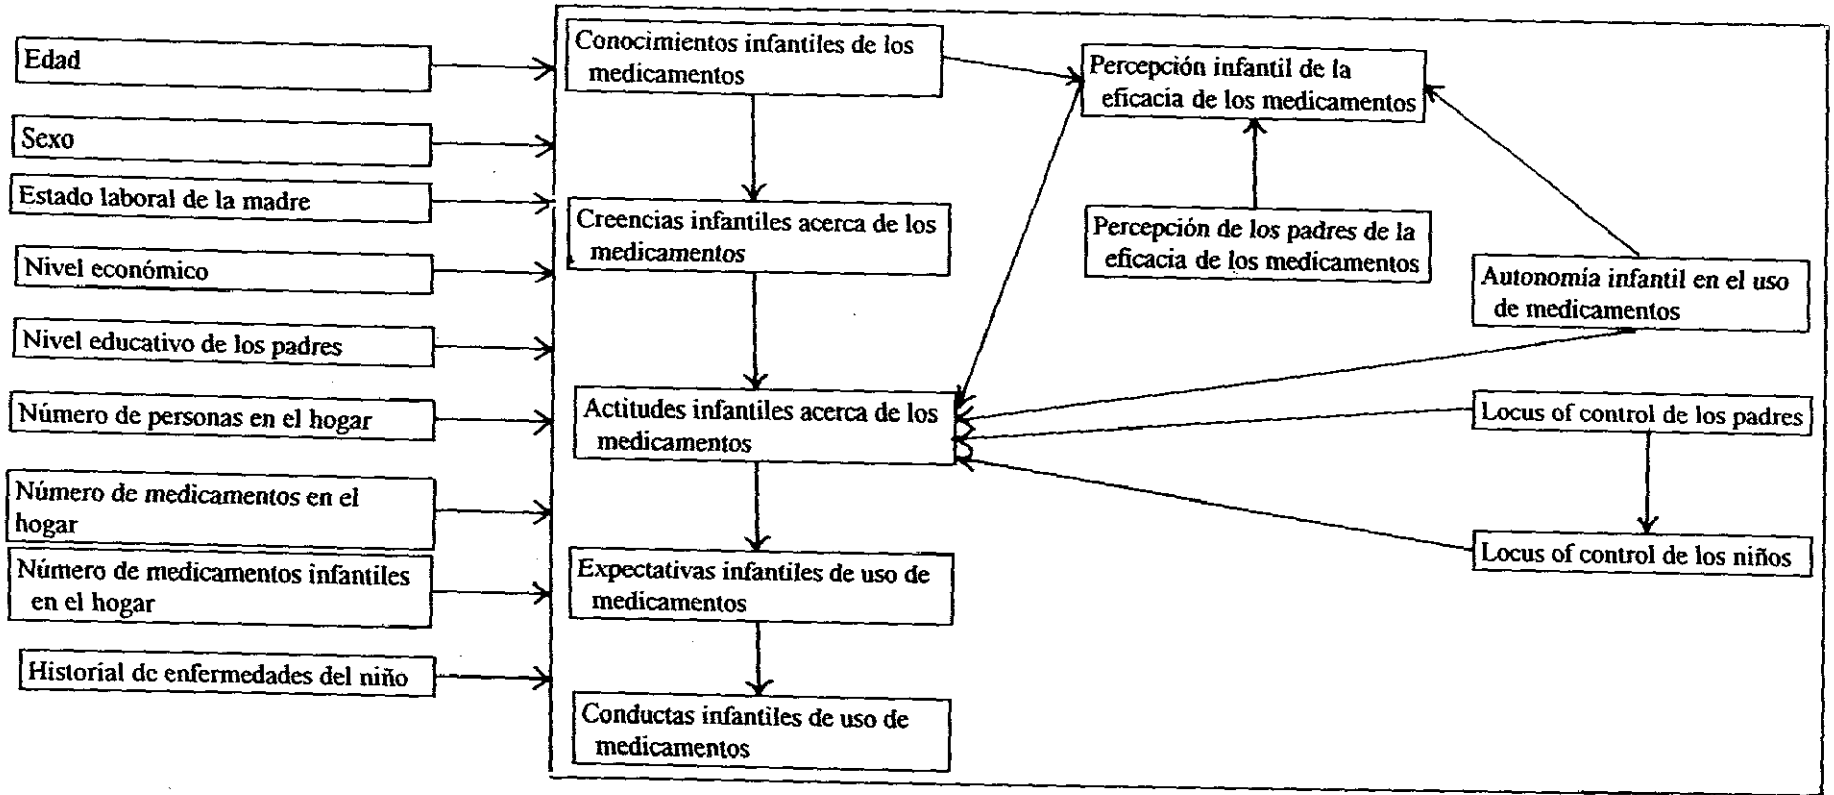 Edad
Sexo
Estado laboral de la madre
Nivel económico
Nivel educativo de los padres
Número de personas en el hogar
Número de medicamentos en el
hogar
Número de medicamentos infantiles
en el hogar
Historial de enfermedades del niño
Conocimientos infantiles de los
medicamentos
Creencias infantiles acerca de los
medicamentos
Actitudes infantiles acerca de los
medicamentos
Expectativas infantiles de uso de
medicamentos
Conductas infantiles de uso de
medicamentos
Percepción infantil de la
eficacia de los medicamentos
Percepción de los padres de la
eficacia de los medicamentos
Autonomía infantil en el uso
de medicamentos
Locus of control de los padres
Locus of control de los niños